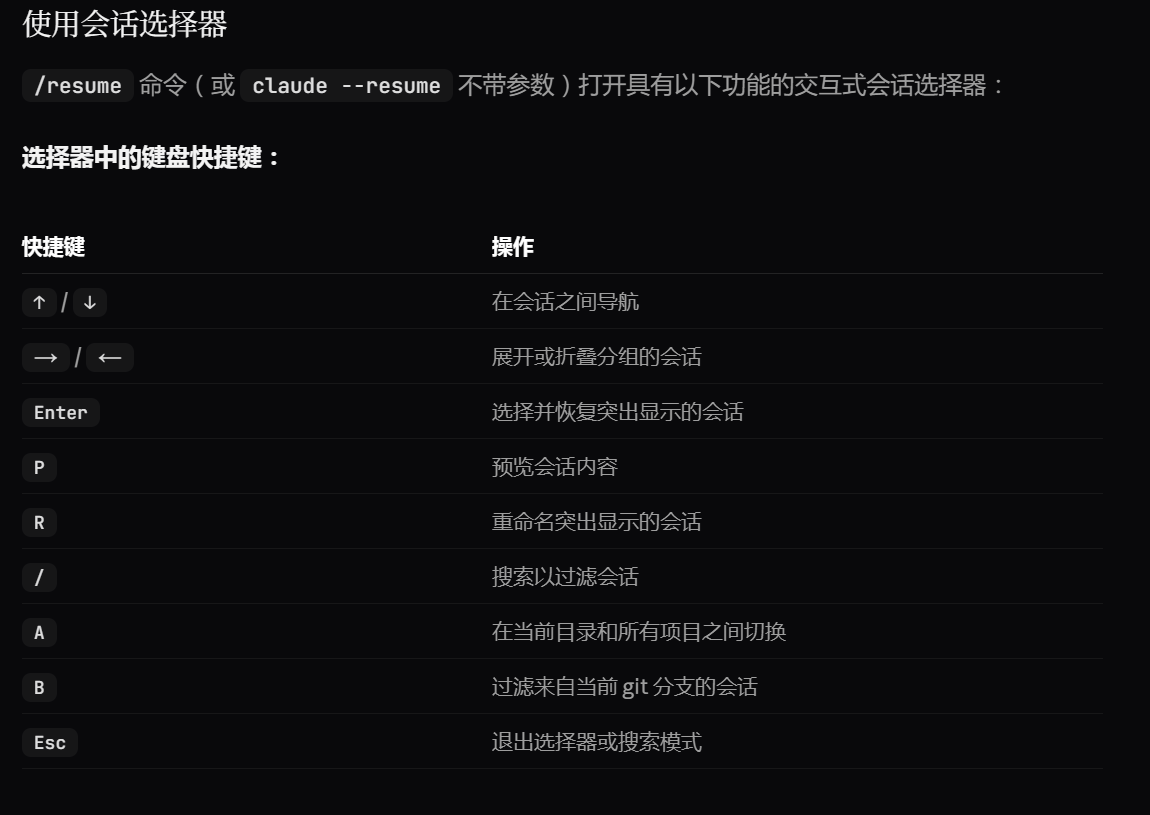 使用会话选择器
/resume 命令（或 claude --resume 不带参数）打开具有以下功能的交互式会话选择器：
选择器中的键盘快捷键：
快捷键 操作
↑ / ↓ 在会话之间导航
→ / ← 展开或折叠分组的会话
Enter 选择并恢复突出显示的会话
P 预览会话内容
R 重命名突出显示的会话
/ 搜索以过滤会话
A 在当前目录和所有项目之间切换
B 过滤来自当前 git 分支的会话
Esc 退出选择器或搜索模式